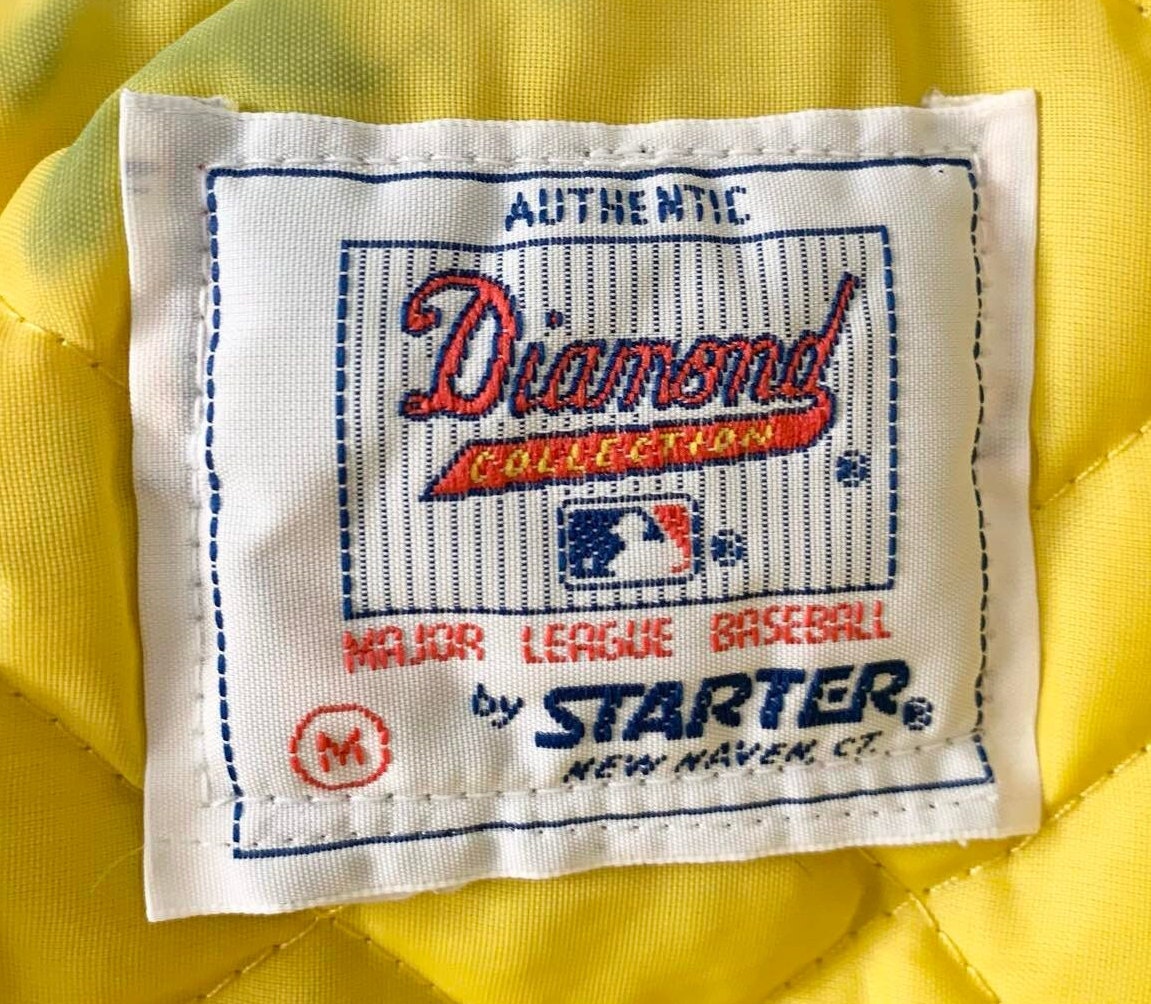 AUTHENTIC
Diamond
COLLECTION
®
®
MAJOR LEAGUE BASEBALL
by STARTER®
M
NEW HAVEN, CT.